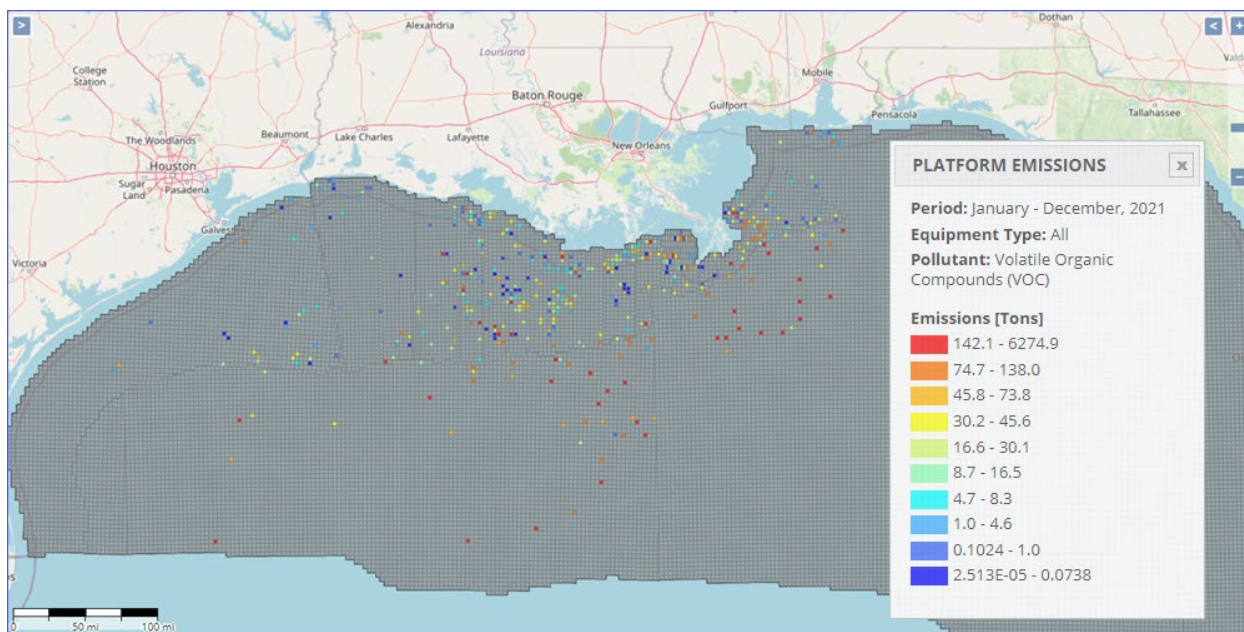 >
Alexandria
Dothan
<
+
Louisiana
Valdo
College
Station
Mobile
Baton Rouge
Gulfport
Pensacola
Tallahassee
The Woodlands
Beaumont
Lake Charles
Lafayette
New Orleans
Houston
Sugar
Land
Pasadena
Galvest
Victoria
PLATFORM EMISSIONS
x
Period: January - December, 2021
Equipment Type: All
Pollutant: Volatile Organic
Compounds (VOC)
Emissions [Tons]
142.1 - 6274.9
74.7 - 138.0
45.8 - 73.8
30.2 - 45.6
16.6 - 30.1
8.7 - 16.5
4.7 - 8.3
1.0 - 4.6
0.1024 - 1.0
2.513E-05 - 0.0738
0
50 mi
100 mi